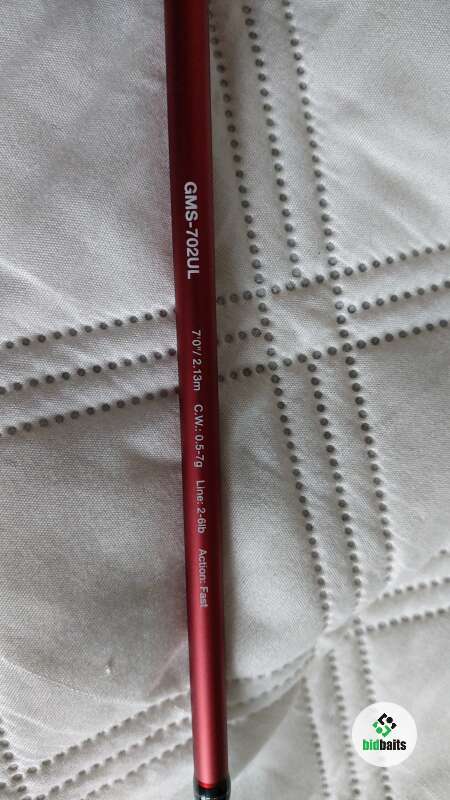 GMS-702UL
7'0"/ 2.13m C.W.: 0.5-7g Line: 2-6lb Action: Fast
bidbaits